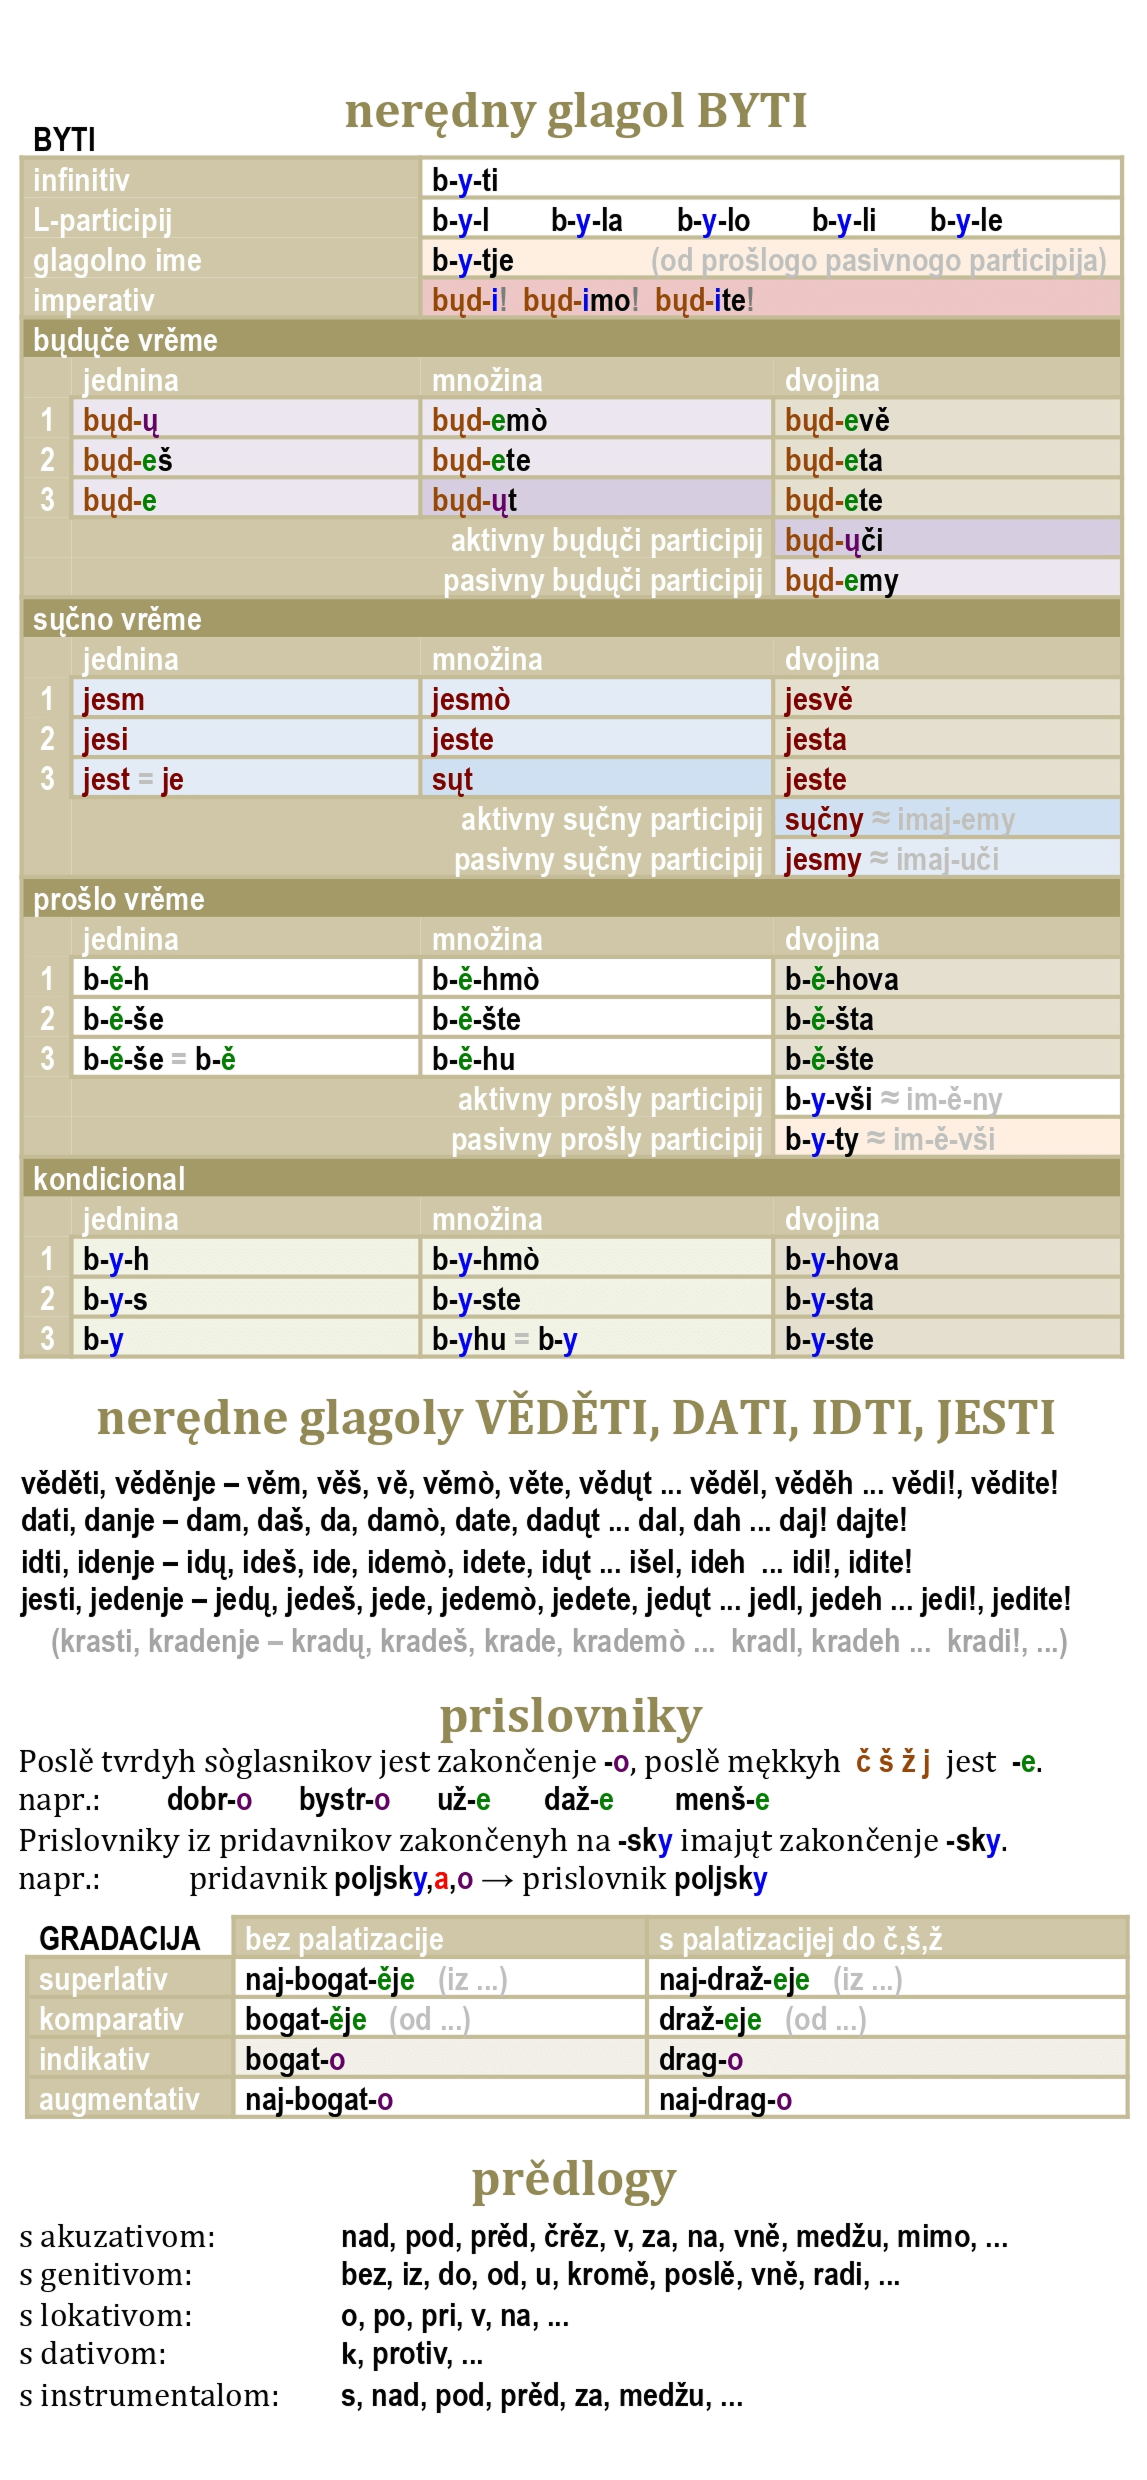 nerędny glagol BYTI
BYTI
infinitiv b-y-ti
L-participij b-y-l b-y-la b-y-lo b-y-li b-y-le
glagolno ime b-y-tje (od prošlogo pasivnogo participija)
imperativ bųd-i! bųd-imo! bųd-ite!
bųdųče vrěme
jednina množina dvojina
1 bųd-ų bųd-emò bųd-evě
2 bųd-eš bųd-ete bųd-eta
3 bųd-e bųd-ųt bųd-ete
aktivny bųdųči participij bųd-ųči
pasivny bųdųči participij bųd-emy
sųčno vrěme
jednina množina dvojina
1 jesm jesmò jesvě
2 jesi jeste jesta
3 jest = je sųt jeste
aktivny sųčny participij sųčny ≈ imaj-emy
pasivny sųčny participij jesmy ≈ imaj-uči
prošlo vrěme
jednina množina dvojina
1 b-ě-h b-ě-hmò b-ě-hova
2 b-ě-še b-ě-šte b-ě-šta
3 b-ě-še = b-ě b-ě-hu b-ě-šte
aktivny prošly participij b-y-vši ≈ im-ě-ny
pasivny prošly participij b-y-ty ≈ im-ě-vši
kondicional
jednina množina dvojina
1 b-y-h b-y-hmò b-y-hova
2 b-y-s b-y-ste b-y-sta
3 b-y b-yhu = b-y b-y-ste
nerędne glagoly VĚDĚTI, DATI, IDTI, JESTI
věděti, věděnje – věm, věš, vě, věmò, věte, vědųt ... věděl, věděh ... vědi!, vědite!
dati, danje – dam, daš, da, damò, date, dadųt ... dal, dah ... daj! dajte!
idti, idenje – idų, ideš, ide, idemò, idete, idųt ... išel, ideh ... idi!, idite!
jesti, jedenje – jedų, jedeš, jede, jedemò, jedete, jedųt ... jedl, jedeh ... jedi!, jedite!
(krasti, kradenje – kradų, kradeš, krade, krademò ... kradl, kradeh ... kradi!, ...)
prislovniky
Poslě tvrdyh sòglasnikov jest zakončenje -o, poslě mękkyh č š ž j jest -e.
napr.: dobr-o bystr-o už-e daž-e menš-e
Prislovniky iz pridavnikov zakončenyh na -sky imajųt zakončenje -sky.
napr.: pridavnik poljsky,a,o → prislovnik poljsky
GRADACIJA bez palatizacije s palatizacijej do č,š,ž
superlativ naj-bogat-ěje (iz ...) naj-draž-eje (iz ...)
komparativ bogat-ěje (od ...) draž-eje (od ...)
indikativ bogat-o drag-o
augmentativ naj-bogat-o naj-drag-o
prědlogy
s akuzativom: nad, pod, prěd, črěz, v, za, na, vně, medžu, mimo, ...
s genitivom: bez, iz, do, od, u, kromě, poslě, vně, radi, ...
s lokativom: o, po, pri, v, na, ...
s dativom: k, protiv, ...
s instrumentalom: s, nad, pod, prěd, za, medžu, ...